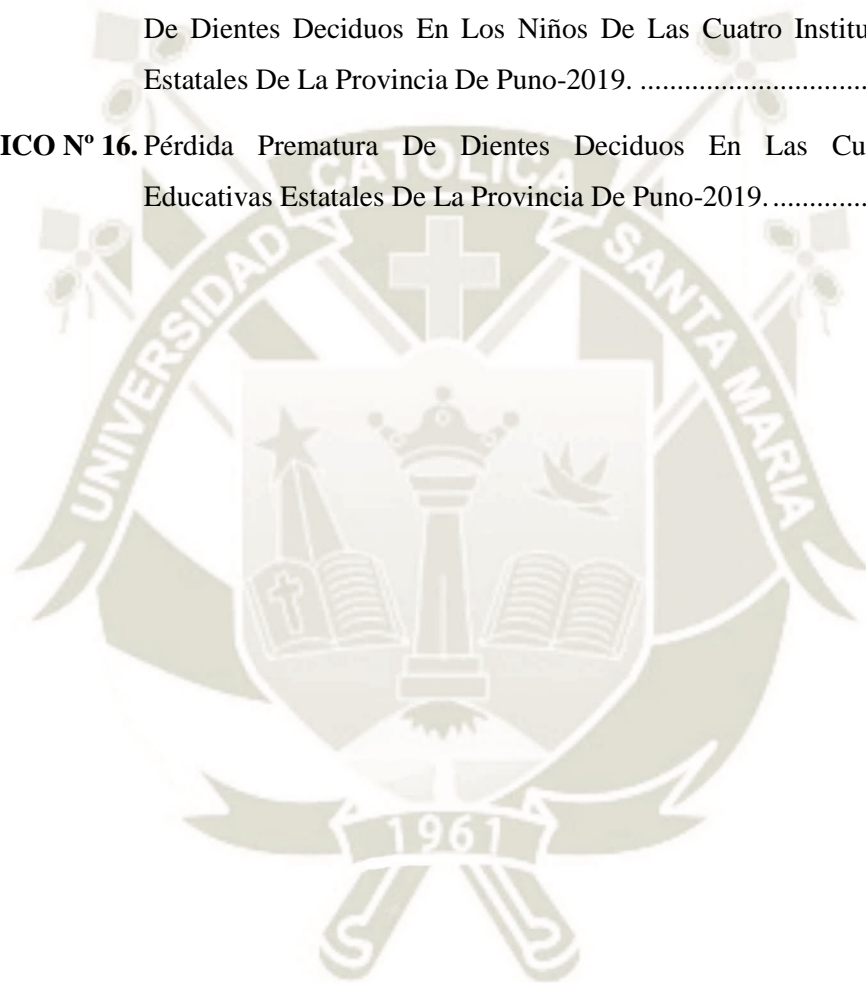 De Dientes Deciduos En Los Niños De Las Cuatro Institu
Estatales De La Provincia De Puno-2019. ..............................
ICO Nº 16. Pérdida Prematura De Dientes Deciduos En Las Cu
Educativas Estatales De La Provincia De Puno-2019. .............
UNIVERSIDAD CATOLICA SANTA MARIA
1961